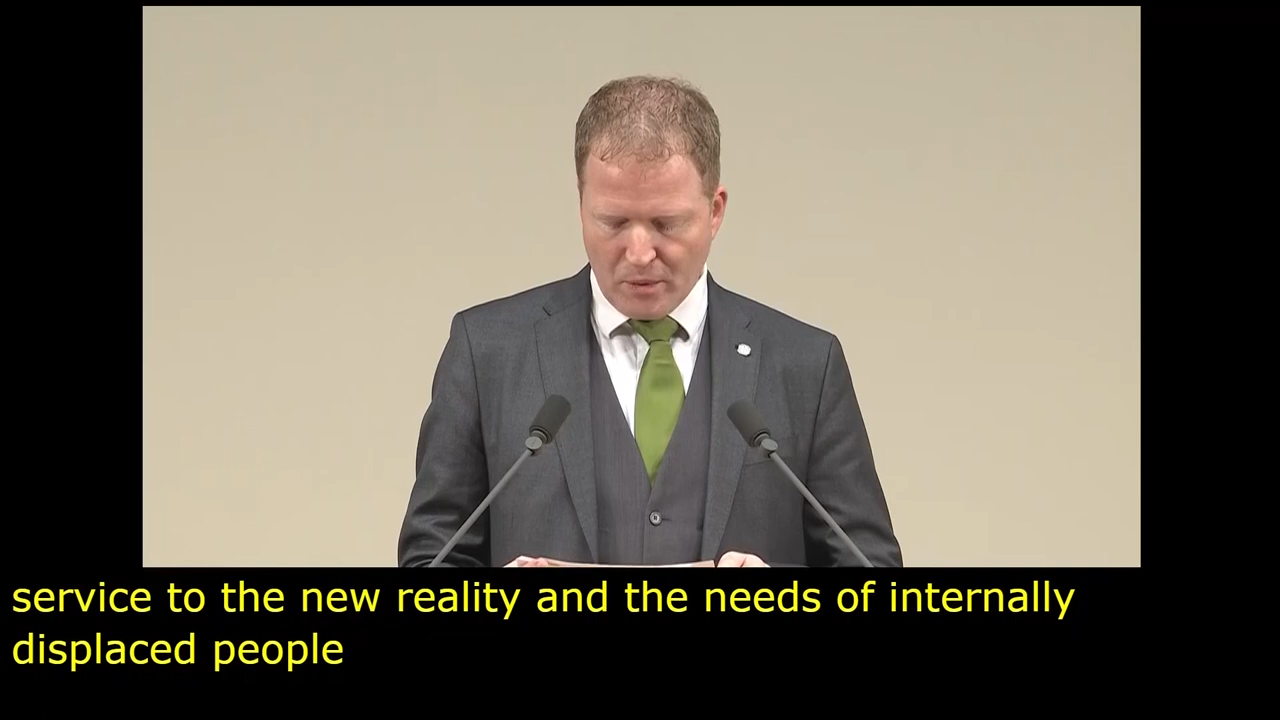 service to the new reality and the needs of internally
displaced people